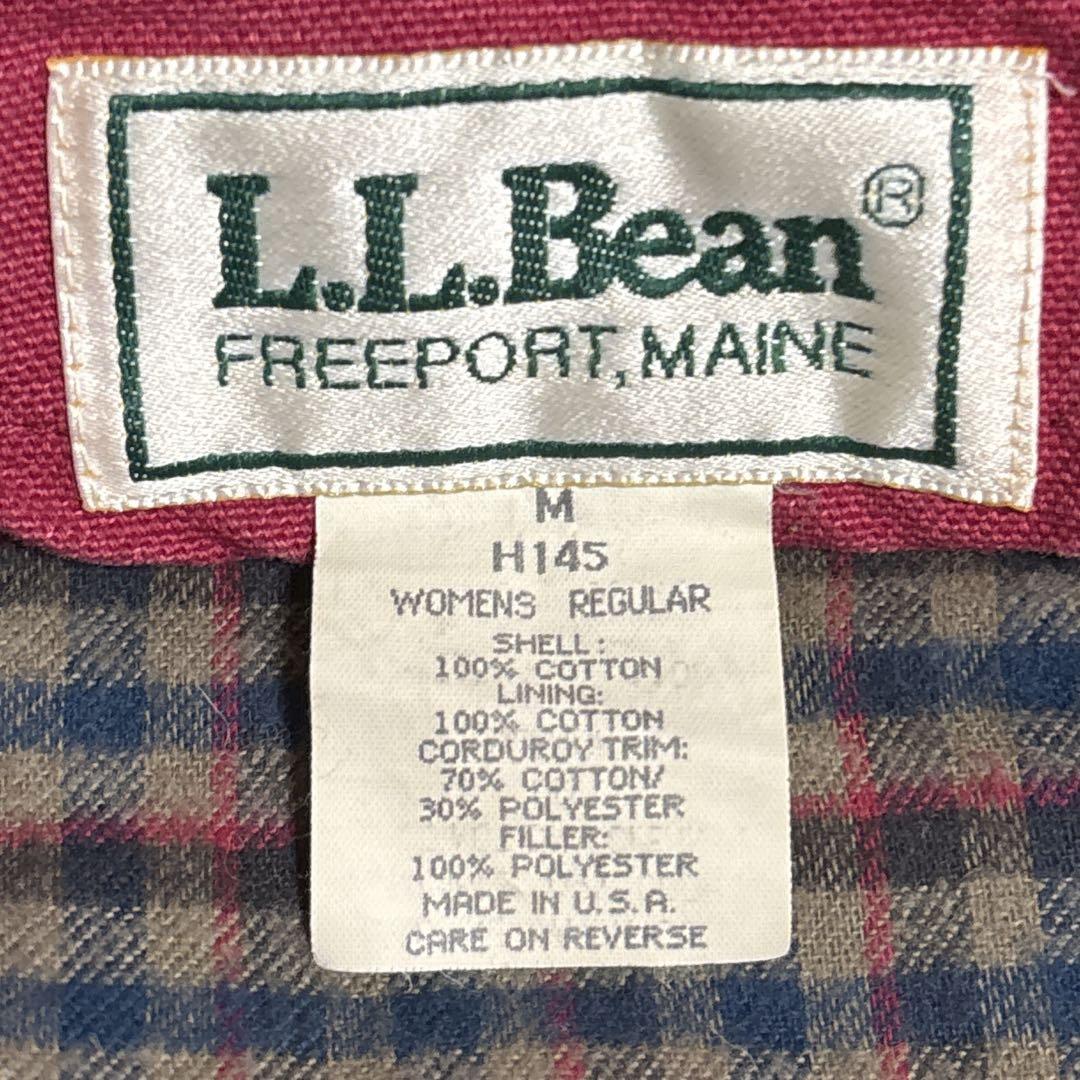 L.L.Bean®
FREEPORT, MAINE
M
H145
WOMENS REGULAR
SHELL:
100% COTTON
LINING:
100% COTTON
CORDUROY TRIM:
70% COTTON/
30% POLYESTER
FILLER:
100% POLYESTER
MADE IN U.S.A.
CARE ON REVERSE